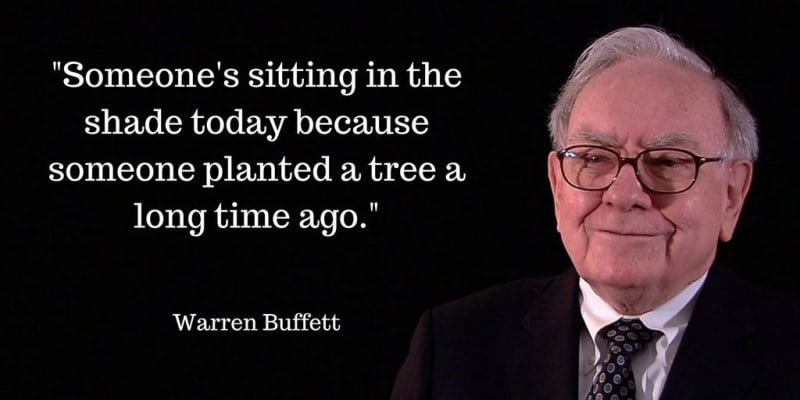 "Someone's sitting in the
shade today because
someone planted a tree a
long time ago."
Warren Buffett